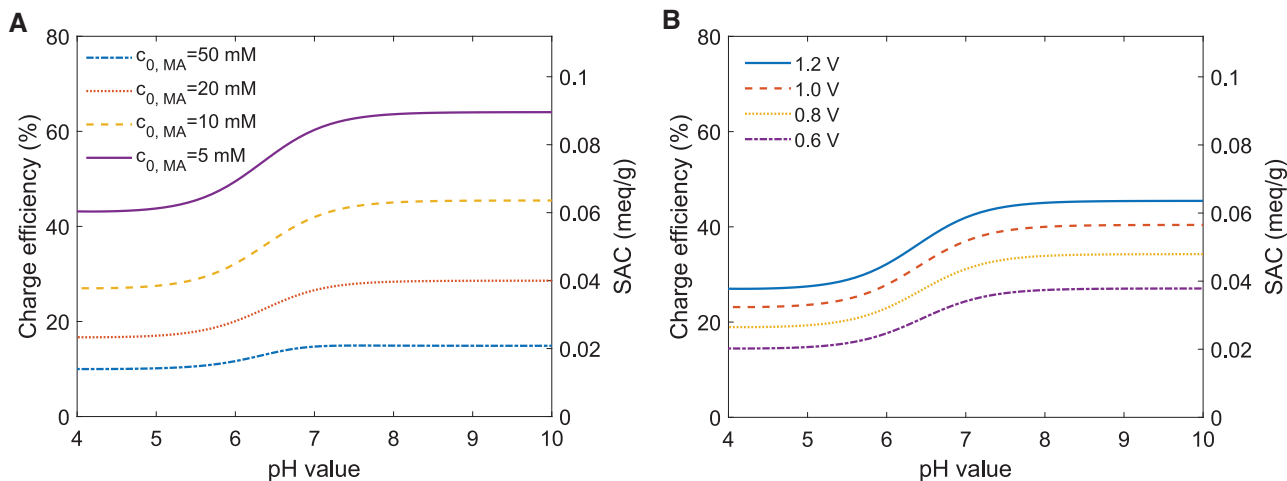 A
Charge efficiency (%)
80
60
40
20
0
c0, MA=50 mM
c0, MA=20 mM
c0, MA=10 mM
c0, MA=5 mM
0.1
0.08
0.06
0.04
0.02
0
SAC (meq/g)
4 5 6 7 8 9 10
pH value
B
Charge efficiency (%)
80
60
40
20
0
1.2 V
1.0 V
0.8 V
0.6 V
0.1
0.08
0.06
0.04
0.02
0
SAC (meq/g)
4 5 6 7 8 9 10
pH value